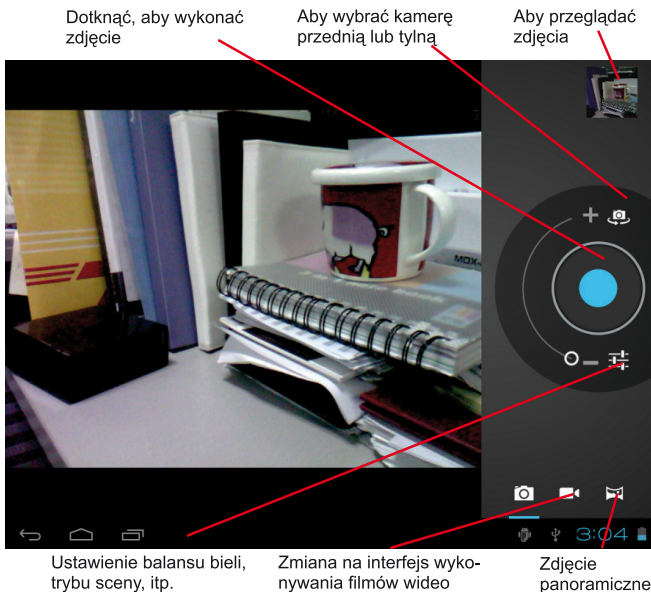 Dotknąć, aby wykonać
zdjęcie
Aby wybrać kamerę
przednią lub tylną
Aby przeglądać
zdjęcia
MOX
3:04
Ustawienie balansu bieli,
trybu sceny, itp.
Zmiana na interfejs wyko-
nywania filmów wideo
Zdjęcie
panoramiczne